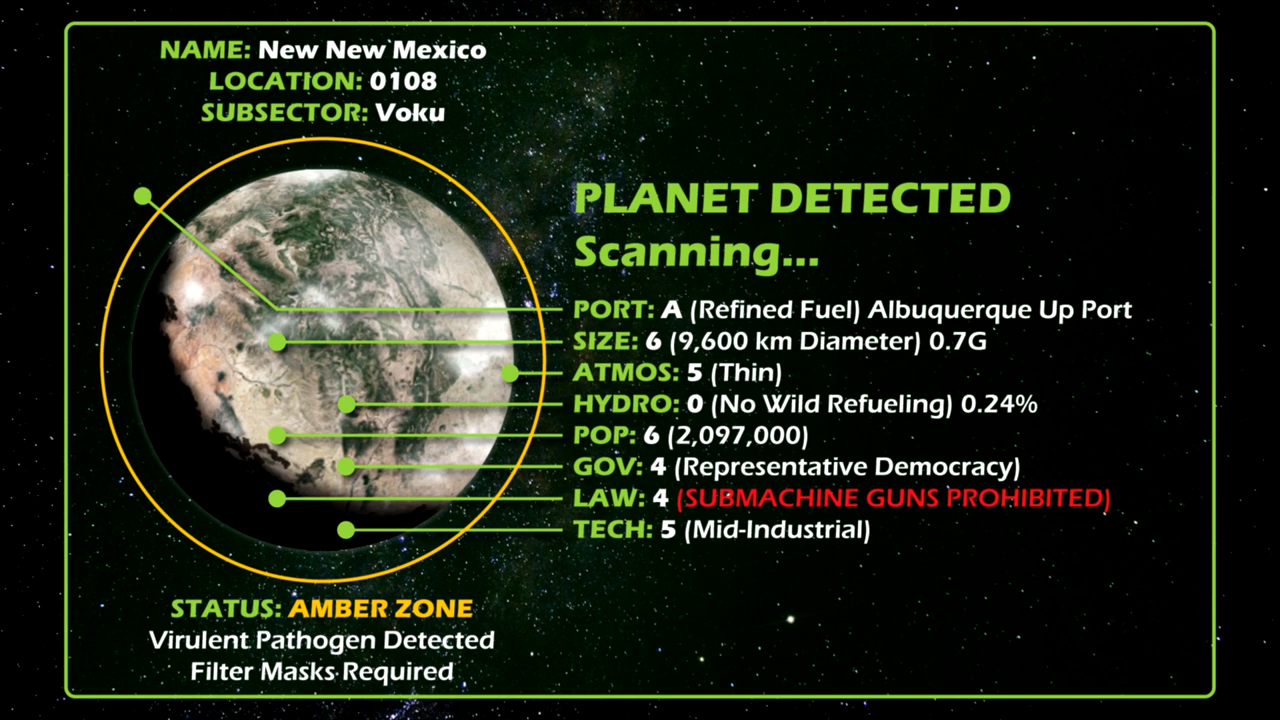 NAME: New New Mexico
LOCATION: 0108
SUBSECTOR: Voku
PLANET DETECTED
Scanning...
PORT: A (Refined Fuel) Albuquerque Up Port
SIZE: 6 (9,600 km Diameter) 0.7G
ATMOS: 5 (Thin)
HYDRO: 0 (No Wild Refueling) 0.24%
POP: 6 (2,097,000)
GOV: 4 (Representative Democracy)
LAW: 4 (SUBMACHINE GUNS PROHIBITED)
TECH: 5 (Mid-Industrial)
STATUS: AMBER ZONE
Virulent Pathogen Detected
Filter Masks Required